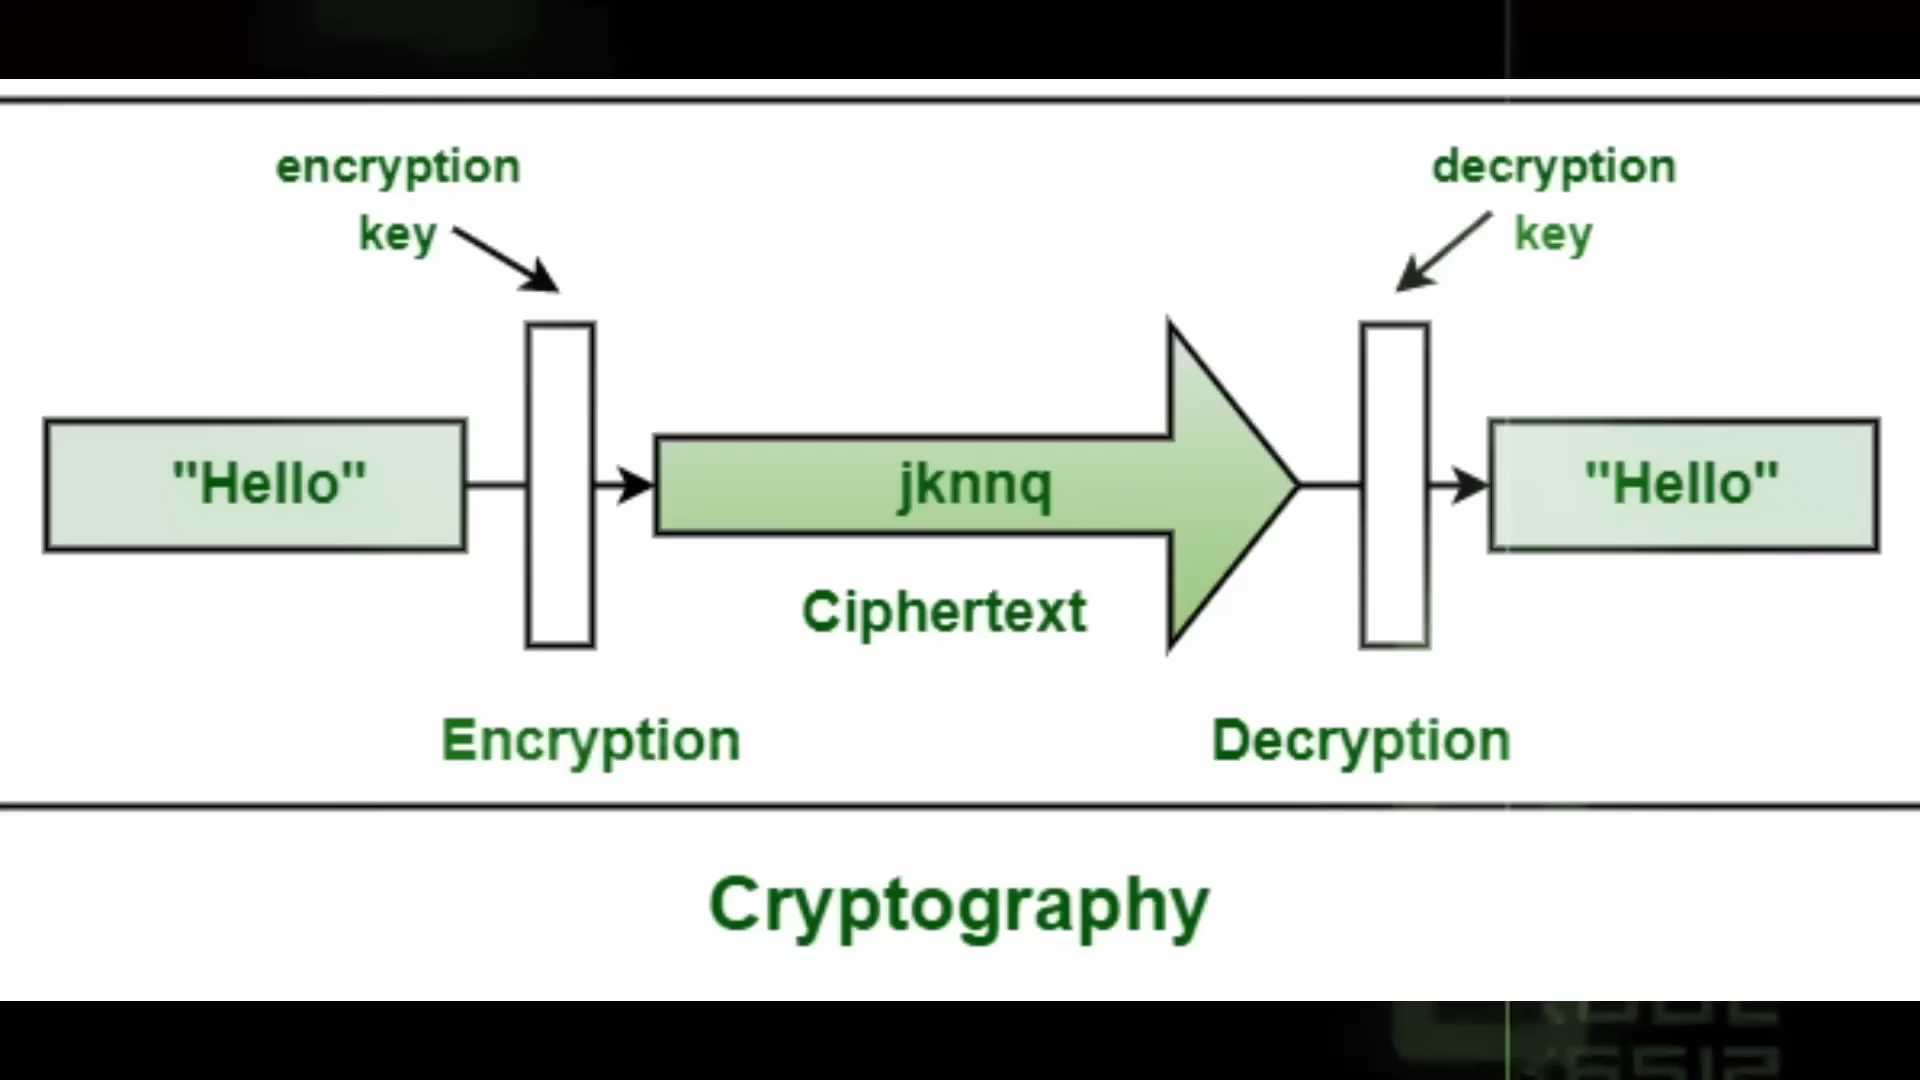 encryption
key
decryption
key
"Hello"
jknnq
"Hello"
Ciphertext
Encryption
Decryption
Cryptography